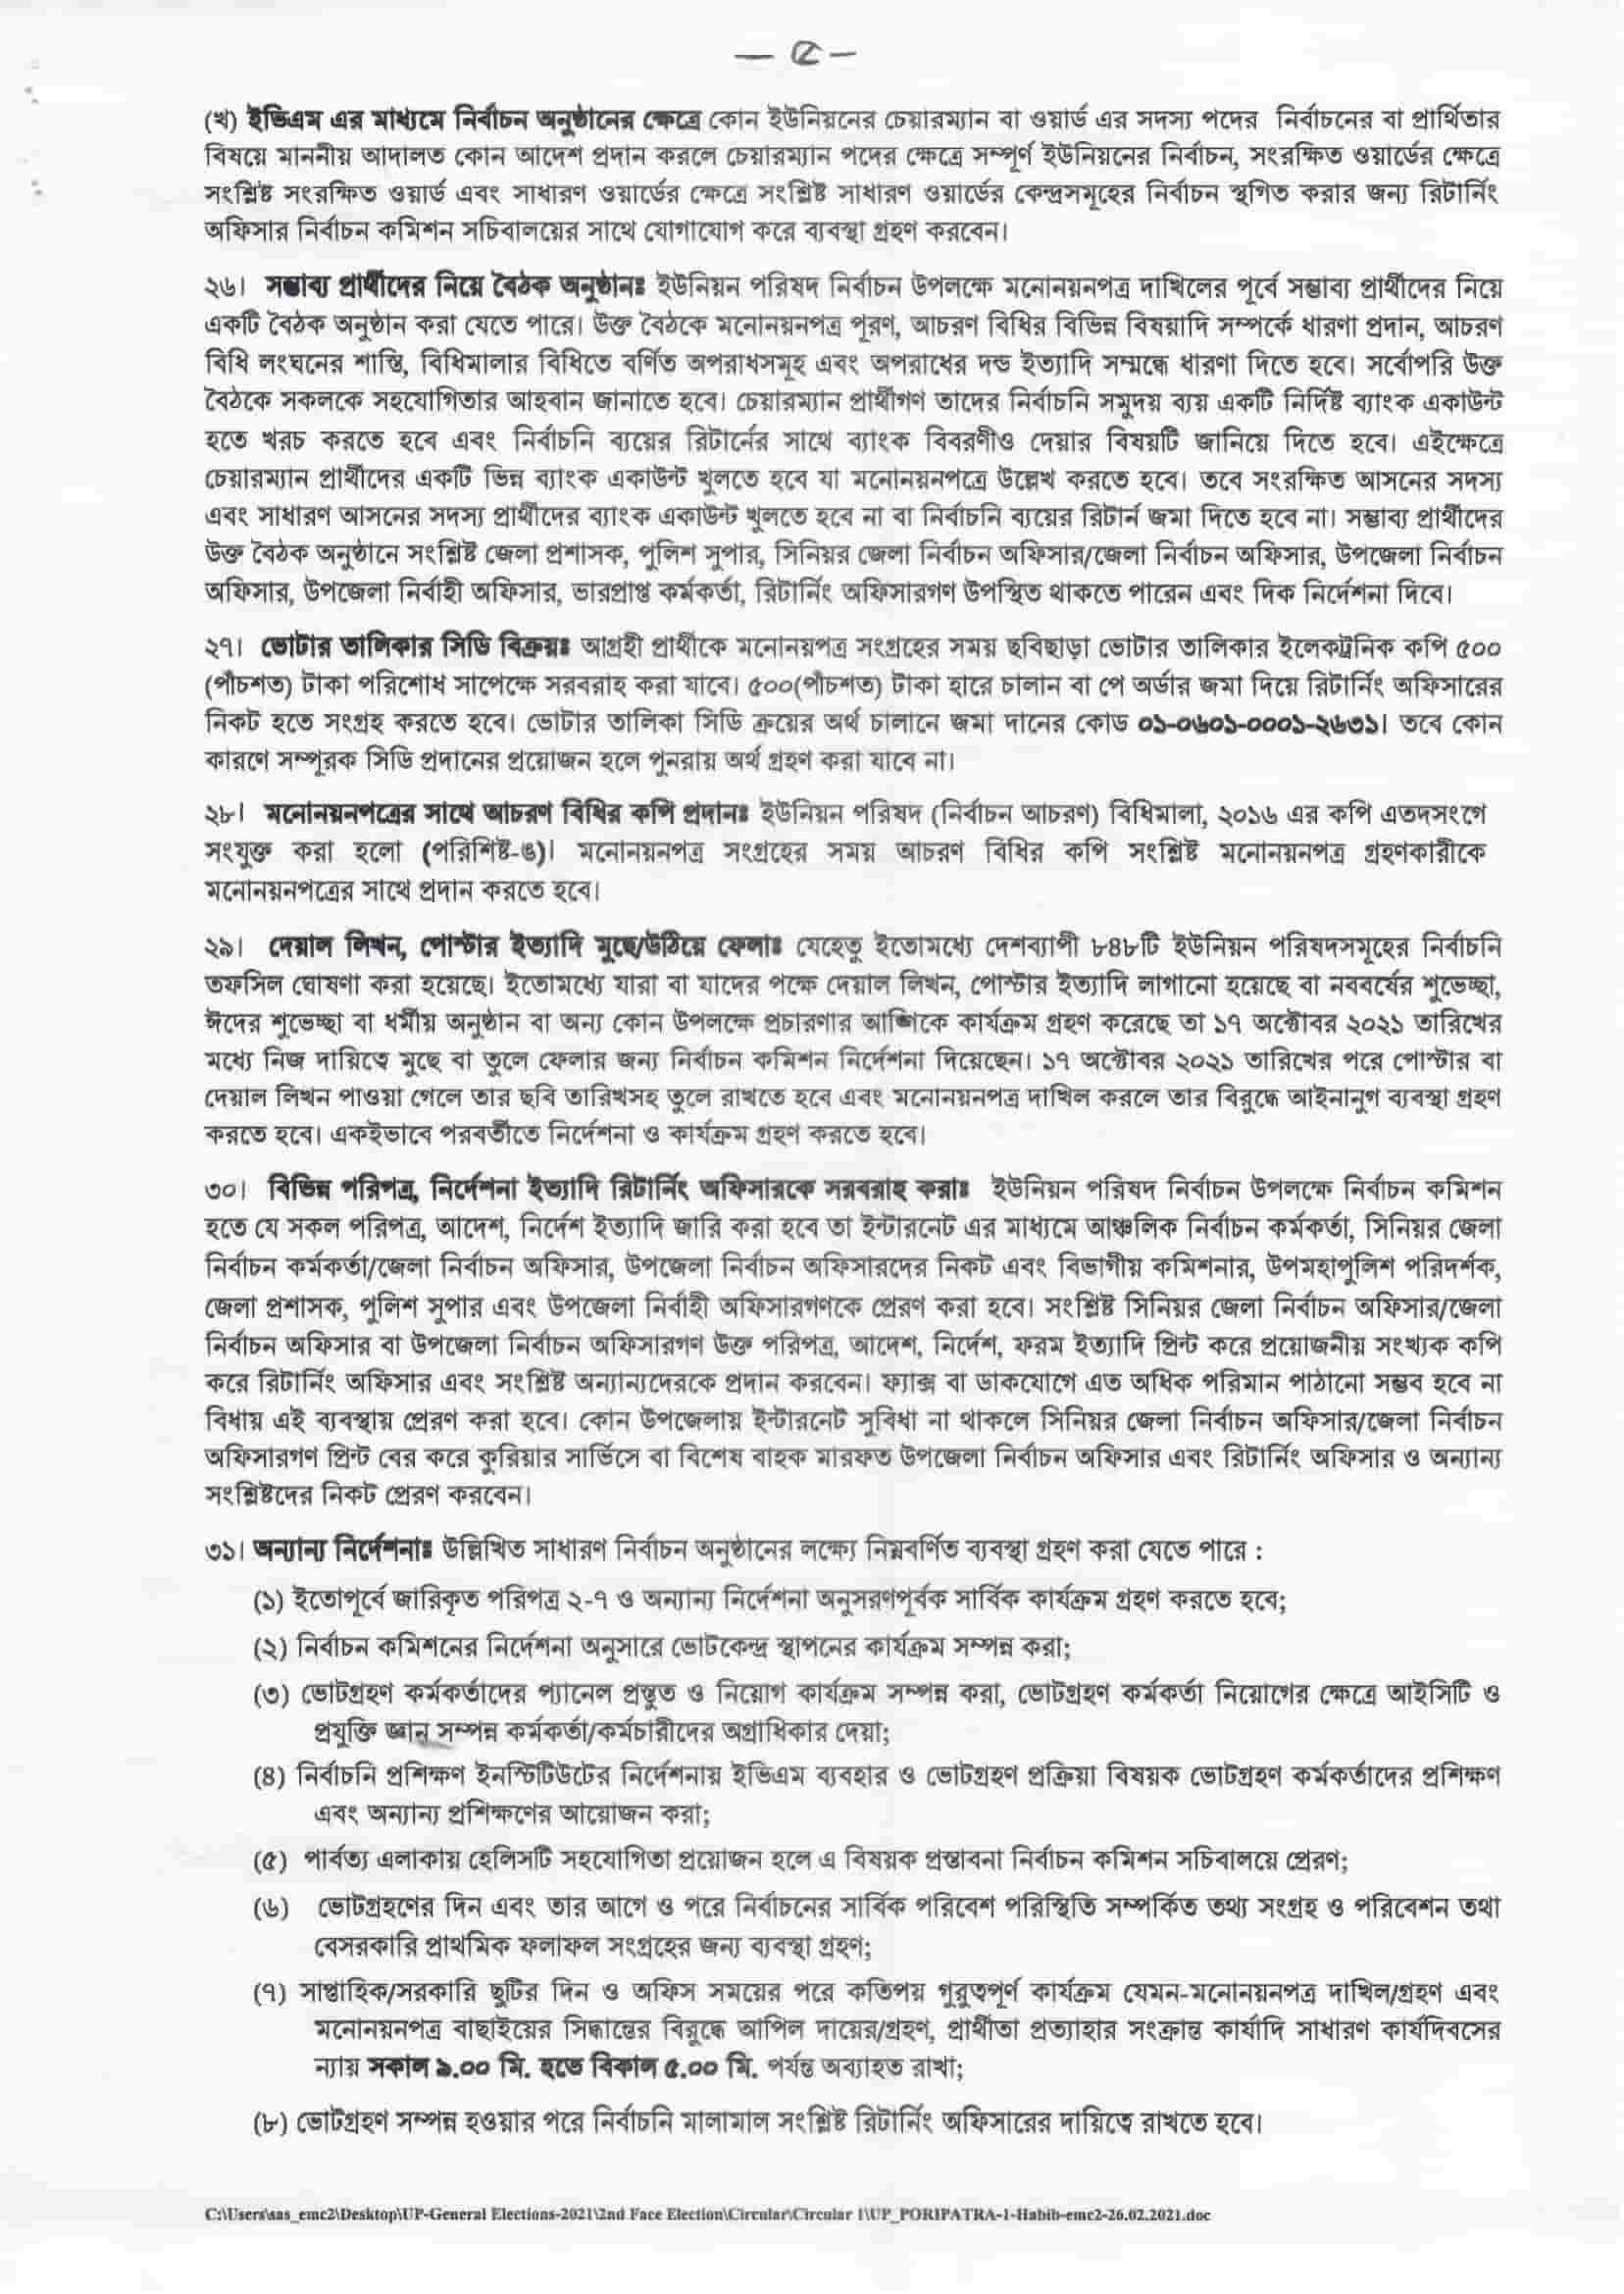 — ৫ —
(খ) ইভিএম এর মাধ্যমে নির্বাচন অনুষ্ঠানের ক্ষেত্রে কোন ইউনিয়নের চেয়ারম্যান বা ওয়ার্ড এর সদস্য পদের নির্বাচনের বা প্রার্থিতার
বিষয়ে মাননীয় আদালত কোন আদেশ প্রদান করলে চেয়ারম্যান পদের ক্ষেত্রে সম্পূর্ণ ইউনিয়নের নির্বাচন, সংরক্ষিত ওয়ার্ডের ক্ষেত্রে
সংশ্লিষ্ট সংরক্ষিত ওয়ার্ড এবং সাধারণ ওয়ার্ডের ক্ষেত্রে সংশ্লিষ্ট সাধারণ ওয়ার্ডের কেন্দ্রসমূহের নির্বাচন স্থগিত করার জন্য রিটার্নিং
অফিসার নির্বাচন কমিশন সচিবালয়ের সাথে যোগাযোগ করে ব্যবস্থা গ্রহণ করবেন।
২৬। সম্ভাব্য প্রার্থীদের নিয়ে বৈঠক অনুষ্ঠানঃ ইউনিয়ন পরিষদ নির্বাচন উপলক্ষে মনোনয়নপত্র দাখিলের পূর্বে সম্ভাব্য প্রার্থীদের নিয়ে
একটি বৈঠক অনুষ্ঠান করা যেতে পারে। উক্ত বৈঠকে মনোনয়নপত্র পূরণ, আচরণ বিধির বিভিন্ন বিষয়াদি সম্পর্কে ধারণা প্রদান, আচরণ
বিধি লংঘনের শাস্তি, বিধিমালার বিধিতে বর্ণিত অপরাধসমূহ এবং অপরাধের দন্ড ইত্যাদি সম্মন্ধে ধারণা দিতে হবে। সর্বোপরি উক্ত
বৈঠকে সকলকে সহযোগিতার আহবান জানাতে হবে। চেয়ারম্যান প্রার্থীগণ তাদের নির্বাচনি সমুদয় ব্যয় একটি নির্দিষ্ট ব্যাংক একাউন্ট
হতে খরচ করতে হবে এবং নির্বাচনি ব্যয়ের রিটার্নের সাথে ব্যাংক বিবরণীও দেয়ার বিষয়টি জানিয়ে দিতে হবে। এইক্ষেত্রে
চেয়ারম্যান প্রার্থীদের একটি ভিন্ন ব্যাংক একাউন্ট খুলতে হবে যা মনোনয়নপত্রে উল্লেখ করতে হবে। তবে সংরক্ষিত আসনের সদস্য
এবং সাধারণ আসনের সদস্য প্রার্থীদের ব্যাংক একাউন্ট খুলতে হবে না বা নির্বাচনি ব্যয়ের রিটার্ন জমা দিতে হবে না। সম্ভাব্য প্রার্থীদের
উক্ত বৈঠক অনুষ্ঠানে সংশ্লিষ্ট জেলা প্রশাসক, পুলিশ সুপার, সিনিয়র জেলা নির্বাচন অফিসার/জেলা নির্বাচন অফিসার, উপজেলা নির্বাচন
অফিসার, উপজেলা নির্বাহী অফিসার, ভারপ্রাপ্ত কর্মকর্তা, রিটার্নিং অফিসারগণ উপস্থিত থাকতে পারেন এবং দিক নির্দেশনা দিবে।
২৭। ভোটার তালিকার সিডি বিক্রয়ঃ আগ্রহী প্রার্থীকে মনোনয়পত্র সংগ্রহের সময় ছবিছাড়া ভোটার তালিকার ইলেকট্রনিক কপি ৫০০
(পাঁচশত) টাকা পরিশোধ সাপেক্ষে সরবরাহ করা যাবে। ৫০০(পাঁচশত) টাকা হারে চালান বা পে অর্ডার জমা দিয়ে রিটার্নিং অফিসারের
নিকট হতে সংগ্রহ করতে হবে। ভোটার তালিকা সিডি ক্রয়ের অর্থ চালানে জমা দানের কোড ০১-০৬০১-০০০১-২৬৩১। তবে কোন
কারণে সম্পূরক সিডি প্রদানের প্রয়োজন হলে পুনরায় অর্থ গ্রহণ করা যাবে না।
২৮। মনোনয়নপত্রের সাথে আচরণ বিধির কপি প্রদানঃ ইউনিয়ন পরিষদ (নির্বাচন আচরণ) বিধিমালা, ২০১৬ এর কপি এতদসংগে
সংযুক্ত করা হলো (পরিশিষ্ট-ঙ)। মনোনয়নপত্র সংগ্রহের সময় আচরণ বিধির কপি সংশ্লিষ্ট মনোনয়নপত্র গ্রহণকারীকে
মনোনয়নপত্রের সাথে প্রদান করতে হবে।
২৯। দেয়াল লিখন, পোস্টার ইত্যাদি মুছে/উঠিয়ে ফেলাঃ যেহেতু ইতোমধ্যে দেশব্যাপী ৮৪৮টি ইউনিয়ন পরিষদসমূহের নির্বাচনি
তফসিল ঘোষণা করা হয়েছে। ইতোমধ্যে যারা বা যাদের পক্ষে দেয়াল লিখন, পোস্টার ইত্যাদি লাগানো হয়েছে বা নববর্ষের শুভেচ্ছা,
ঈদের শুভেচ্ছা বা ধর্মীয় অনুষ্ঠান বা অন্য কোন উপলক্ষে প্রচারণার আঙ্গিকে কার্যক্রম গ্রহণ করেছে তা ১৭ অক্টোবর ২০২১ তারিখের
মধ্যে নিজ দায়িত্বে মুছে বা তুলে ফেলার জন্য নির্বাচন কমিশন নির্দেশনা দিয়েছেন। ১৭ অক্টোবর ২০২১ তারিখের পরে পোস্টার বা
দেয়াল লিখন পাওয়া গেলে তার ছবি তারিখসহ তুলে রাখতে হবে এবং মনোনয়নপত্র দাখিল করলে তার বিরুদ্ধে আইনানুগ ব্যবস্থা গ্রহণ
করতে হবে। একইভাবে পরবর্তীতে নির্দেশনা ও কার্যক্রম গ্রহণ করতে হবে।
৩০। বিভিন্ন পরিপত্র, নির্দেশনা ইত্যাদি রিটার্নিং অফিসারকে সরবরাহ করাঃ ইউনিয়ন পরিষদ নির্বাচন উপলক্ষে নির্বাচন কমিশন
হতে যে সকল পরিপত্র, আদেশ, নির্দেশ ইত্যাদি জারি করা হবে তা ইন্টারনেট এর মাধ্যমে আঞ্চলিক নির্বাচন কর্মকর্তা, সিনিয়র জেলা
নির্বাচন কর্মকর্তা/জেলা নির্বাচন অফিসার, উপজেলা নির্বাচন অফিসারদের নিকট এবং বিভাগীয় কমিশনার, উপমহাপুলিশ পরিদর্শক,
জেলা প্রশাসক, পুলিশ সুপার এবং উপজেলা নির্বাহী অফিসারগণকে প্রেরণ করা হবে। সংশ্লিষ্ট সিনিয়র জেলা নির্বাচন অফিসার/জেলা
নির্বাচন অফিসার বা উপজেলা নির্বাচন অফিসারগণ উক্ত পরিপত্র, আদেশ, নির্দেশ, ফরম ইত্যাদি প্রিন্ট করে প্রয়োজনীয় সংখ্যক কপি
করে রিটার্নিং অফিসার এবং সংশ্লিষ্ট অন্যান্যদেরকে প্রদান করবেন। ফ্যাক্স বা ডাকযোগে এত অধিক পরিমান পাঠানো সম্ভব হবে না
বিধায় এই ব্যবস্থায় প্রেরণ করা হবে। কোন উপজেলায় ইন্টারনেট সুবিধা না থাকলে সিনিয়র জেলা নির্বাচন অফিসার/জেলা নির্বাচন
অফিসারগণ প্রিন্ট বের করে কুরিয়ার সার্ভিসে বা বিশেষ বাহক মারফত উপজেলা নির্বাচন অফিসার এবং রিটার্নিং অফিসার ও অন্যান্য
সংশ্লিষ্টদের নিকট প্রেরণ করবেন।
৩১। অন্যান্য নির্দেশনাঃ উল্লিখিত সাধারণ নির্বাচন অনুষ্ঠানের লক্ষ্যে নিম্নবর্ণিত ব্যবস্থা গ্রহণ করা যেতে পারে :
(১) ইতোপূর্বে জারিকৃত পরিপত্র ২-৭ ও অন্যান্য নির্দেশনা অনুসরণপূর্বক সার্বিক কার্যক্রম গ্রহণ করতে হবে;
(২) নির্বাচন কমিশনের নির্দেশনা অনুসারে ভোটকেন্দ্র স্থাপনের কার্যক্রম সম্পন্ন করা;
(৩) ভোটগ্রহণ কর্মকর্তাদের প্যানেল প্রস্তুত ও নিয়োগ কার্যক্রম সম্পন্ন করা, ভোটগ্রহণ কর্মকর্তা নিয়োগের ক্ষেত্রে আইসিটি ও
প্রযুক্তি জ্ঞান সম্পন্ন কর্মকর্তা/কর্মচারীদের অগ্রাধিকার দেয়া;
(৪) নির্বাচনি প্রশিক্ষণ ইনস্টিটিউটের নির্দেশনায় ইভিএম ব্যবহার ও ভোটগ্রহণ প্রক্রিয়া বিষয়ক ভোটগ্রহণ কর্মকর্তাদের প্রশিক্ষণ
এবং অন্যান্য প্রশিক্ষণের আয়োজন করা;
(৫) পার্বত্য এলাকায় হেলিসটি সহযোগিতা প্রয়োজন হলে এ বিষয়ক প্রস্তাবনা নির্বাচন কমিশন সচিবালয়ে প্রেরণ;
(৬) ভোটগ্রহণের দিন এবং তার আগে ও পরে নির্বাচনের সার্বিক পরিবেশ পরিস্থিতি সম্পর্কিত তথ্য সংগ্রহ ও পরিবেশন তথা
বেসরকারি প্রাথমিক ফলাফল সংগ্রহের জন্য ব্যবস্থা গ্রহণ;
(৭) সাপ্তাহিক/সরকারি ছুটির দিন ও অফিস সময়ের পরে কতিপয় গুরুত্বপূর্ণ কার্যক্রম যেমন-মনোনয়নপত্র দাখিল/গ্রহণ এবং
মনোনয়নপত্র বাছাইয়ের সিদ্ধান্তের বিরুদ্ধে আপিল দায়ের/গ্রহণ, প্রার্থীতা প্রত্যাহার সংক্রান্ত কার্যাদি সাধারণ কার্যদিবসের
ন্যায় সকাল ৯.০০ মি. হতে বিকাল ৫.০০ মি. পর্যন্ত অব্যাহত রাখা;
(৮) ভোটগ্রহণ সম্পন্ন হওয়ার পরে নির্বাচনি মালামাল সংশ্লিষ্ট রিটার্নিং অফিসারের দায়িত্বে রাখতে হবে।
C:\Users\sas_emc2\Desktop\UP-General Elections-2021\2nd Face Election\Circular\Circular 1\UP_PORIPATRA-1-Habib-emc2-26.02.2021.doc